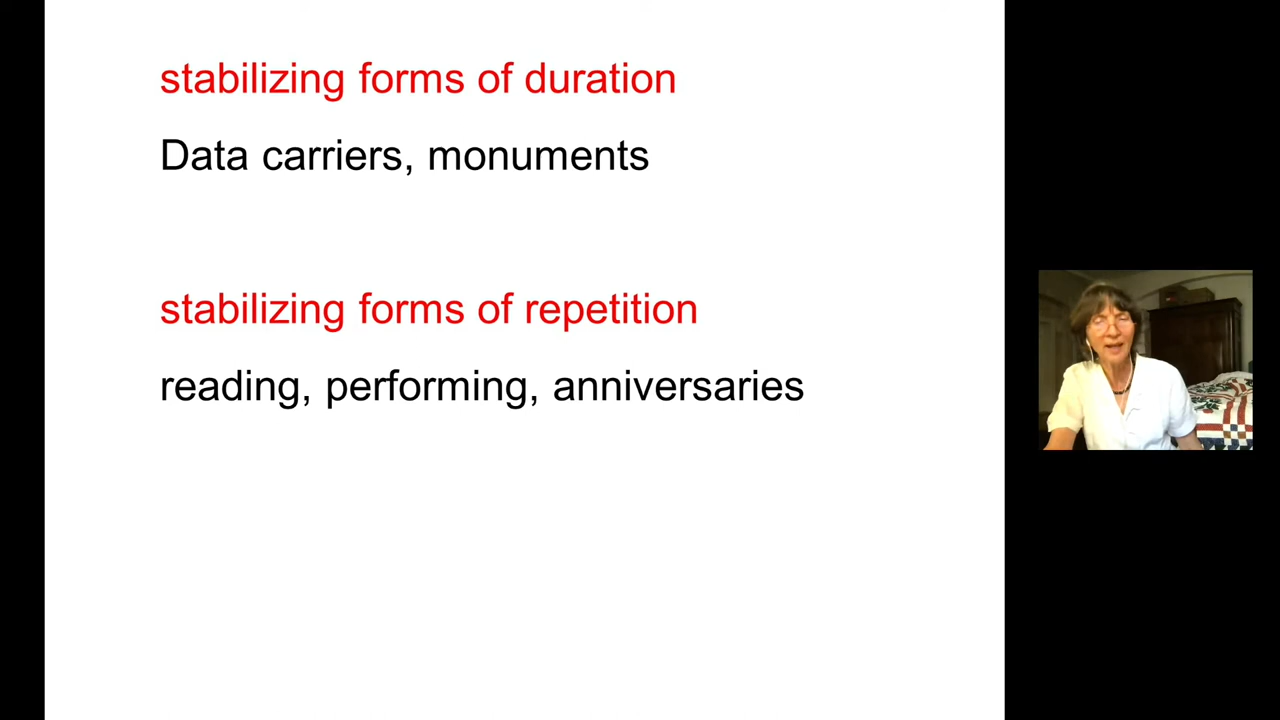 stabilizing forms of duration
Data carriers, monuments
stabilizing forms of repetition
reading, performing, anniversaries